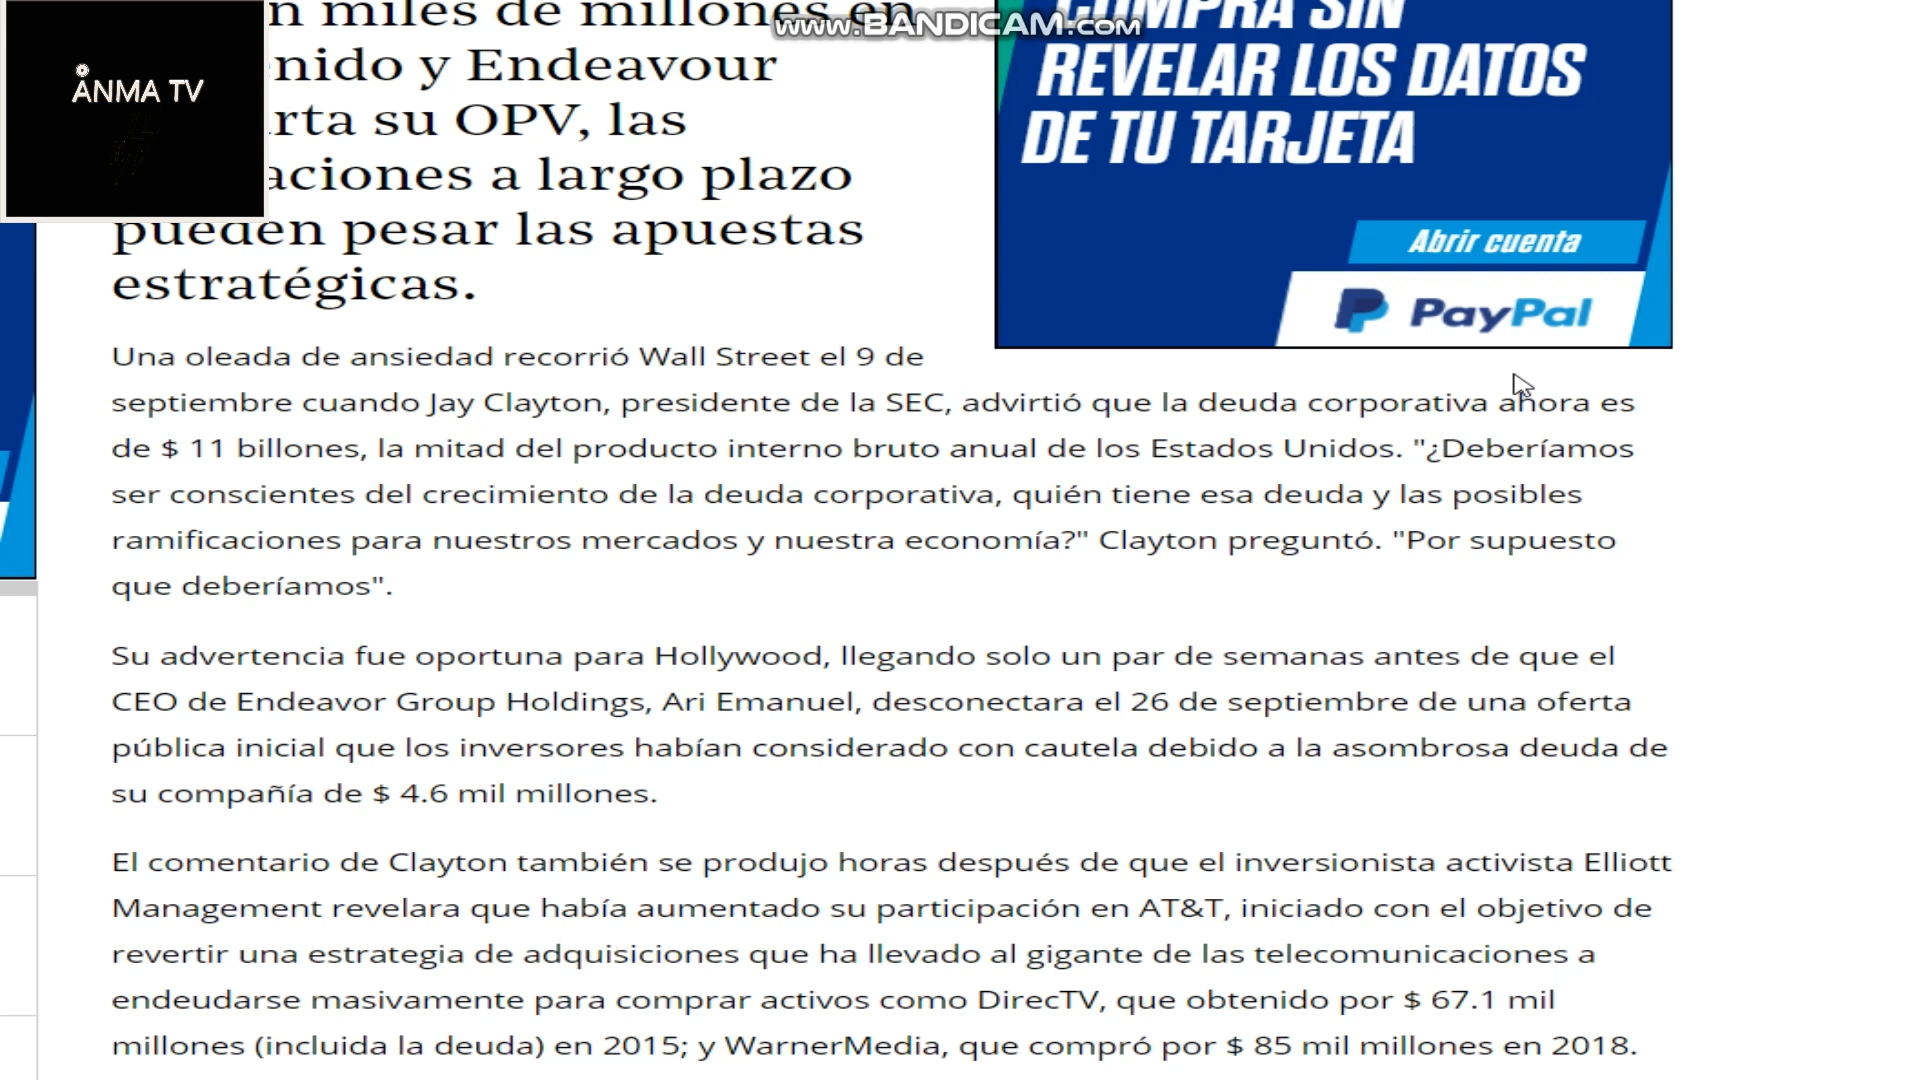 n miles de millones en
www.BANDICAM.com
ANMA TV
nido y Endeavour
rta su OPV, las
aciones a largo plazo
pueden pesar las apuestas
estratégicas.
COMPRA SIN
REVELAR LOS DATOS
DE TU TARJETA
Abrir cuenta
PayPal
Una oleada de ansiedad recorrió Wall Street el 9 de
septiembre cuando Jay Clayton, presidente de la SEC, advirtió que la deuda corporativa ahora es
de $ 11 billones, la mitad del producto interno bruto anual de los Estados Unidos. "¿Deberíamos
ser conscientes del crecimiento de la deuda corporativa, quién tiene esa deuda y las posibles
ramificaciones para nuestros mercados y nuestra economía?" Clayton preguntó. "Por supuesto
que deberíamos".
Su advertencia fue oportuna para Hollywood, llegando solo un par de semanas antes de que el
CEO de Endeavor Group Holdings, Ari Emanuel, desconectara el 26 de septiembre de una oferta
pública inicial que los inversores habían considerado con cautela debido a la asombrosa deuda de
su compañía de $ 4.6 mil millones.
El comentario de Clayton también se produjo horas después de que el inversionista activista Elliott
Management revelara que había aumentado su participación en AT&T, iniciado con el objetivo de
revertir una estrategia de adquisiciones que ha llevado al gigante de las telecomunicaciones a
endeudarse masivamente para comprar activos como DirecTV, que obtenido por $ 67.1 mil
millones (incluida la deuda) en 2015; y WarnerMedia, que compró por $ 85 mil millones en 2018.